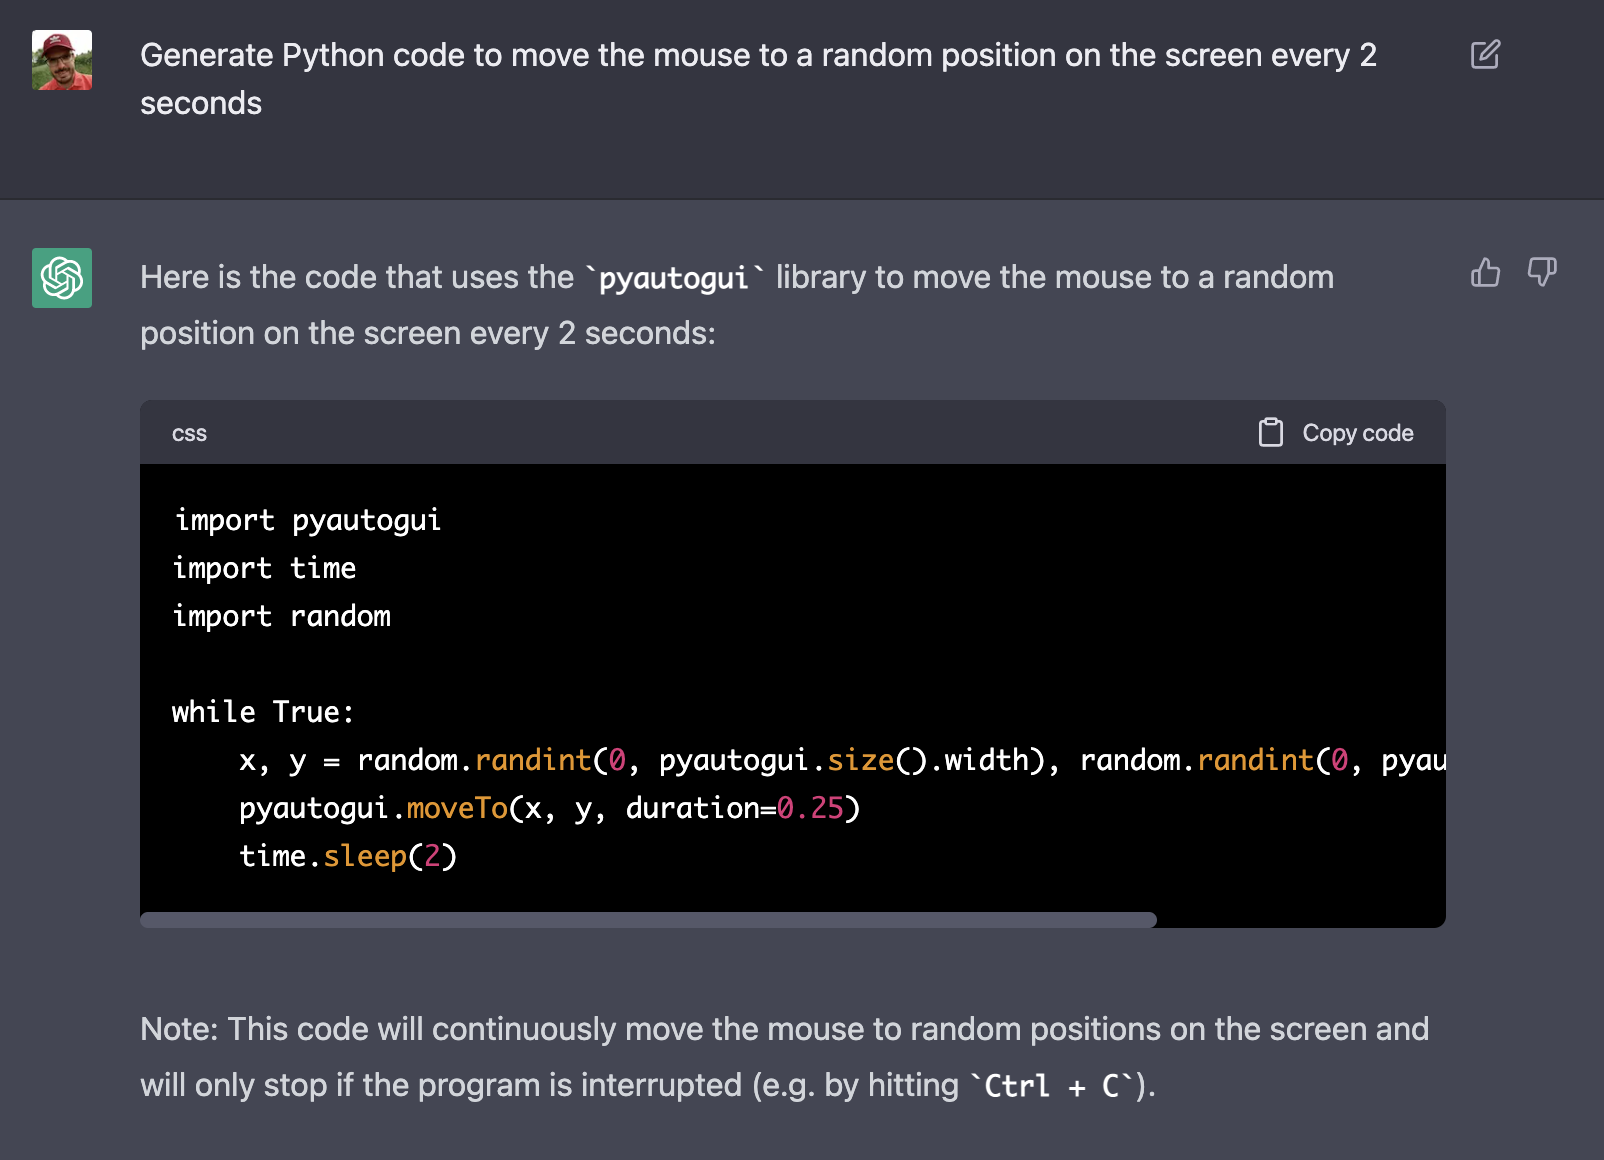 Generate Python code to move the mouse to a random position on the screen every 2
seconds
Here is the code that uses the `pyautogui` library to move the mouse to a random
position on the screen every 2 seconds:
css
Copy code
import pyautogui
import time
import random
while True:
    x, y = random.randint(0, pyautogui.size().width), random.randint(0, pyau
    pyautogui.moveTo(x, y, duration=0.25)
    time.sleep(2)
Note: This code will continuously move the mouse to random positions on the screen and
will only stop if the program is interrupted (e.g. by hitting `Ctrl + C`).